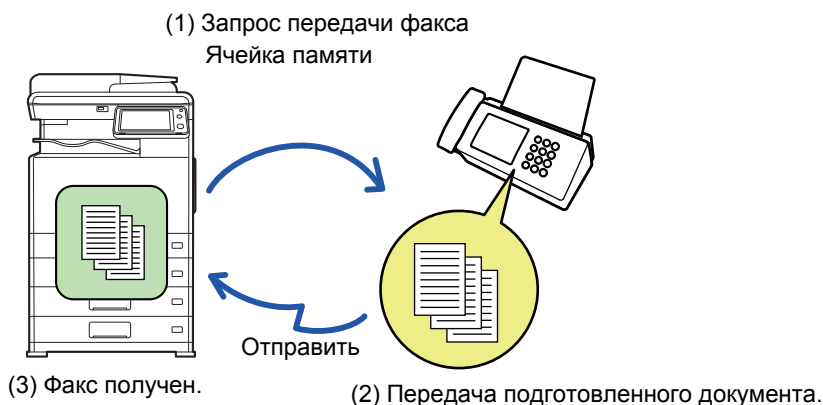 (1) Запрос передачи факса
Ячейка памяти
Отправить
(3) Факс получен.
(2) Передача подготовленного документа.